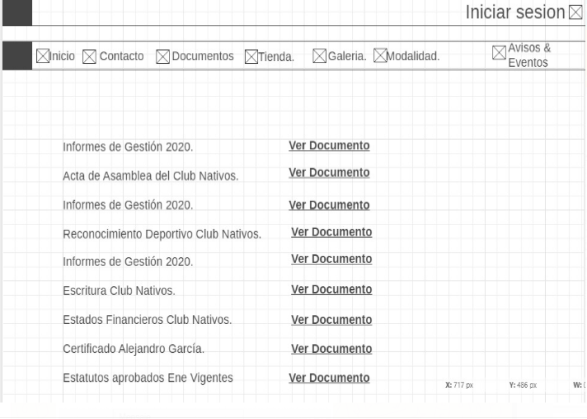 Iniciar sesion
Inicio Contacto Documentos Tienda. Galeria. Modalidad. Avisos &
Eventos
Informes de Gestión 2020. Ver Documento
Acta de Asamblea del Club Nativos. Ver Documento
Informes de Gestión 2020. Ver Documento
Reconocimiento Deportivo Club Nativos. Ver Documento
Informes de Gestión 2020. Ver Documento
Escritura Club Nativos. Ver Documento
Estados Financieros Club Nativos. Ver Documento
Certificado Alejandro García. Ver Documento
Estatutos aprobados Ene Vigentes Ver Documento
X: 717 px Y: 486 px W: